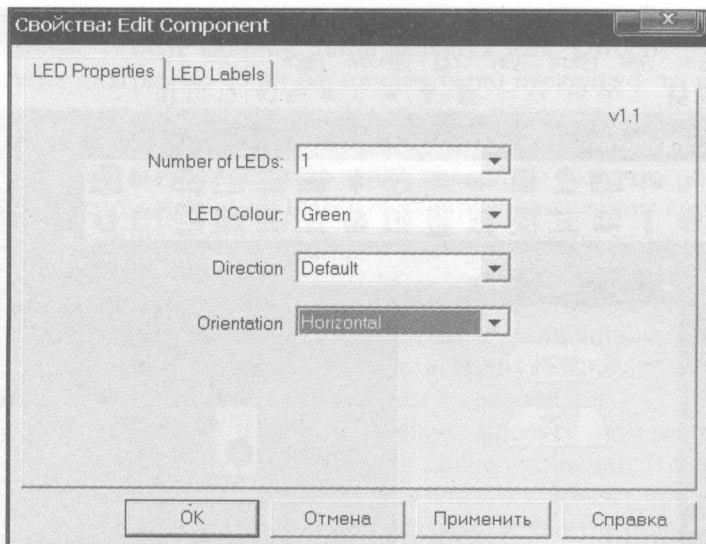 Свойства: Edit Component
LED Properties LED Labels
v1.1
Number of LEDs: 1
LED Colour: Green
Direction Default
Orientation Horizontal
OK Отмена Применить Справка